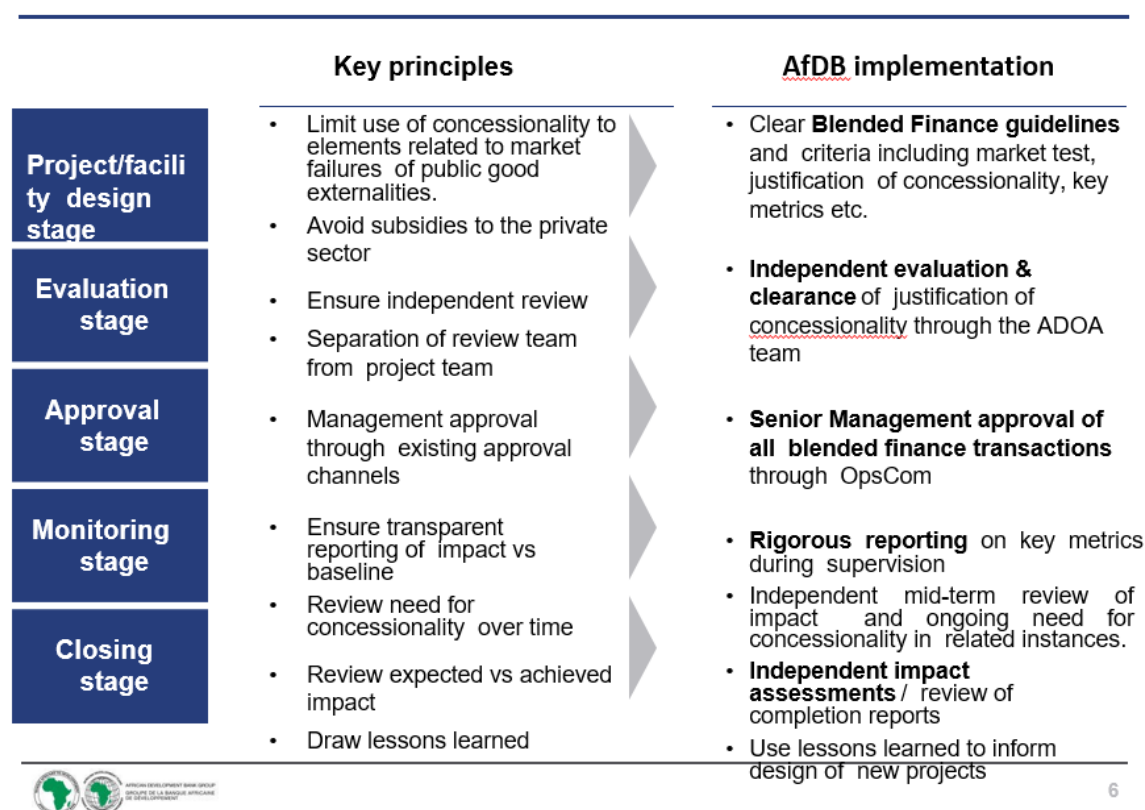 Key principles
AfDB implementation
Project/facili
ty design
stage
• Limit use of concessionality to
elements related to market
failures of public good
externalities.
• Avoid subsidies to the private
sector
• Clear Blended Finance guidelines
and criteria including market test,
justification of concessionality, key
metrics etc.
Evaluation
stage
• Ensure independent review
• Separation of review team
from project team
• Independent evaluation &
clearance of justification of
concessionality through the ADOA
team
Approval
stage
• Management approval
through existing approval
channels
• Senior Management approval of
all blended finance transactions
through OpsCom
Monitoring
stage
• Ensure transparent
reporting of impact vs
baseline
• Review need for
concessionality over time
• Rigorous reporting on key metrics
during supervision
• Independent mid-term review of
impact and ongoing need for
concessionality in related instances.
Closing
stage
• Review expected vs achieved
impact
• Draw lessons learned
• Independent impact
assessments / review of
completion reports
• Use lessons learned to inform
design of new projects
AFRICAN DEVELOPMENT BANK GROUP
GROUPE DE LA BANQUE AFRICAINE
DE DÉVELOPPEMENT
6